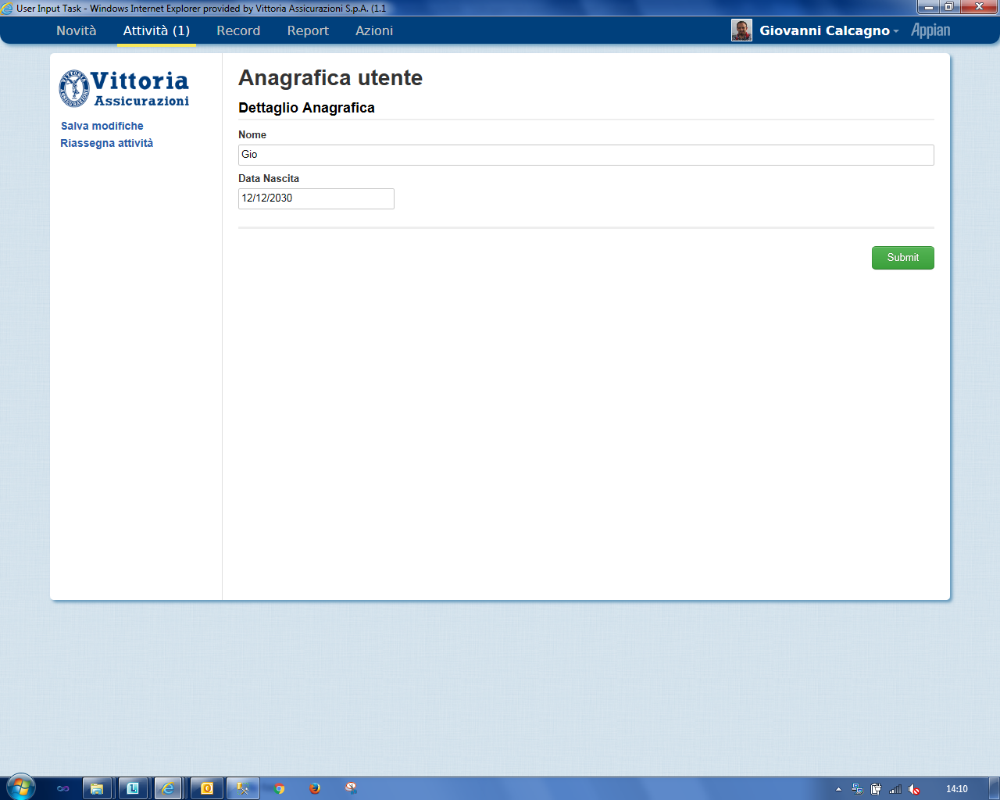 User Input Task - Windows Internet Explorer provided by Vittoria Assicurazioni S.p.A. (1.1
Novità Attività (1) Record Report Azioni Giovanni Calcagno Appian
Vittoria
Assicurazioni
Salva modifiche
Riassegna attività
Anagrafica utente
Dettaglio Anagrafica
Nome
Gio
Data Nascita
12/12/2030
Submit
14:10